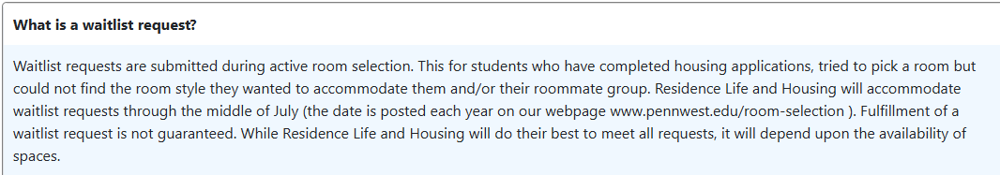 What is a waitlist request?
Waitlist requests are submitted during active room selection. This for students who have completed housing applications, tried to pick a room but
could not find the room style they wanted to accommodate them and/or their roommate group. Residence Life and Housing will accommodate
waitlist requests through the middle of July (the date is posted each year on our webpage www.pennwest.edu/room-selection ). Fulfillment of a
waitlist request is not guaranteed. While Residence Life and Housing will do their best to meet all requests, it will depend upon the availability of
spaces.